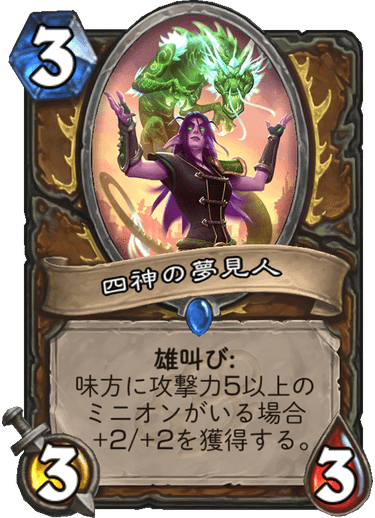 3
四神の夢見人
雄叫び:
味方に攻撃力5以上の
ミニオンがいる場合
+2/+2を獲得する。
3
3